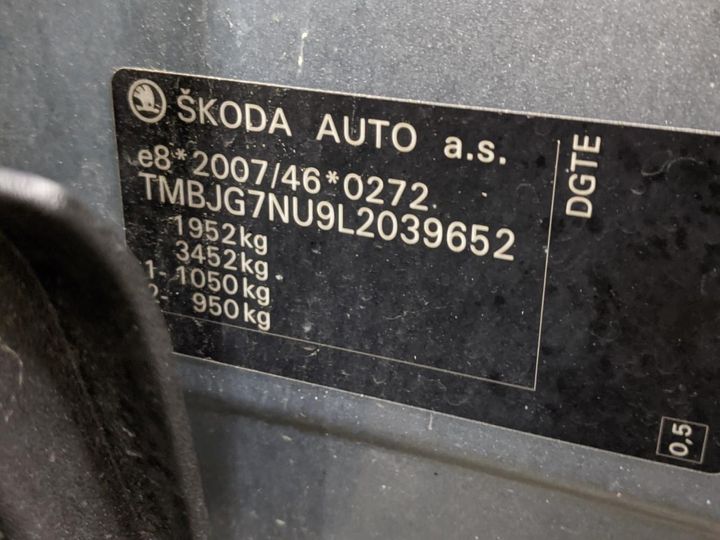 ŠKODA AUTO a.s.
e8*2007/46*0272
TMBJG7NU9L2039652
1952kg
3452kg
1- 1050kg
2- 950kg
DGTE
0,5